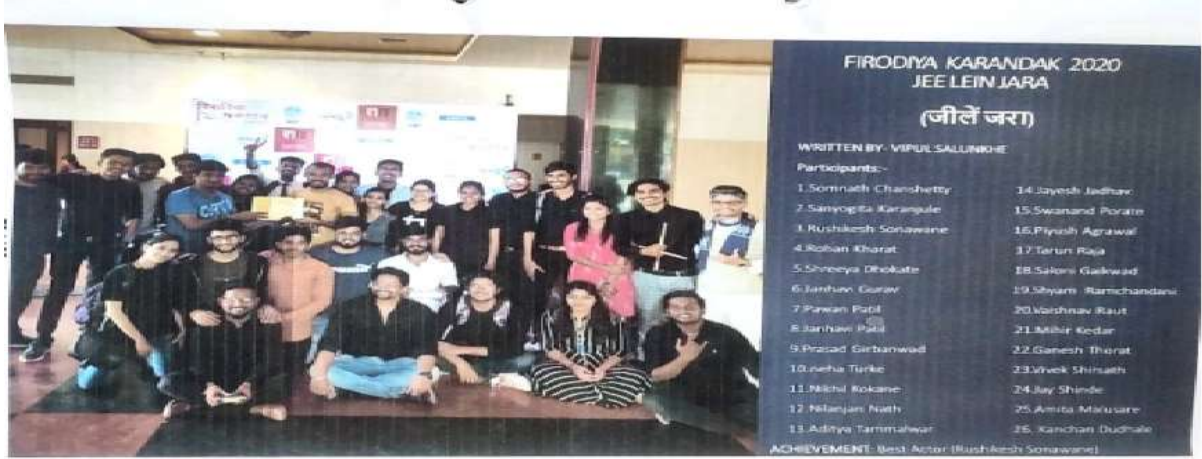 FIRODIYA KARANDAK 2020
JEE LEIN JARA
(जीलें जरा)
WRITTEN BY- VIPUL SALUNKHE
Participants:-
1.Somnath Chanshetty
2.Sanyogita Karanjule
3.Rushikesh Sonawane
4.Rohan Kharat
5.Shreeya Dhokate
6.Janhavi Gurav
7.Pawan Patil
8.Janhavi Patil
9.Prasad Girbanwad
10.neha Turke
11.Nikhil Kokane
12.Nilanjan Nath
13.Aditya Tammalwar
14.Jayesh Jadhav
15.Swanand Porate
16.Piyush Agrawal
17.Tarun Raja
18.Saloni Gaikwad
19.Shyam Ramchandani
20.Vaishnav Raut
21.Mihir Kedar
22.Ganesh Thorat
23.Vivek Shirsath
24.Jay Shinde
25.Amita Malusare
26. Kanchan Dudhale
ACHIEVEMENT: Best Actor (Rushikesh Sonawane)